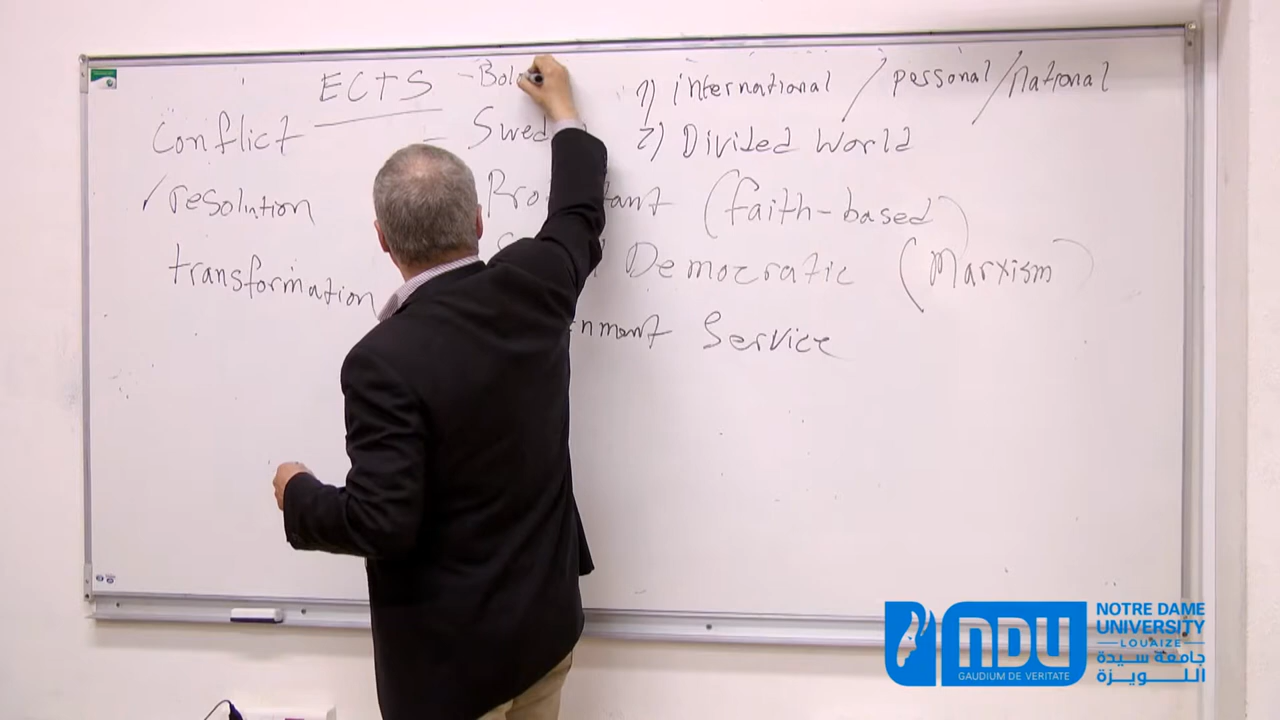 ECTS
Conflict
resolution
transformation
- Bol
- Swed
1) international / personal / National
2) Divided World
(faith-based)
Democratic (Marxism)
Service
NDU
GAUDIUM DE VERITATE
NOTRE DAME
UNIVERSITY
LOUAIZE
جامعة سيدة
اللويزة